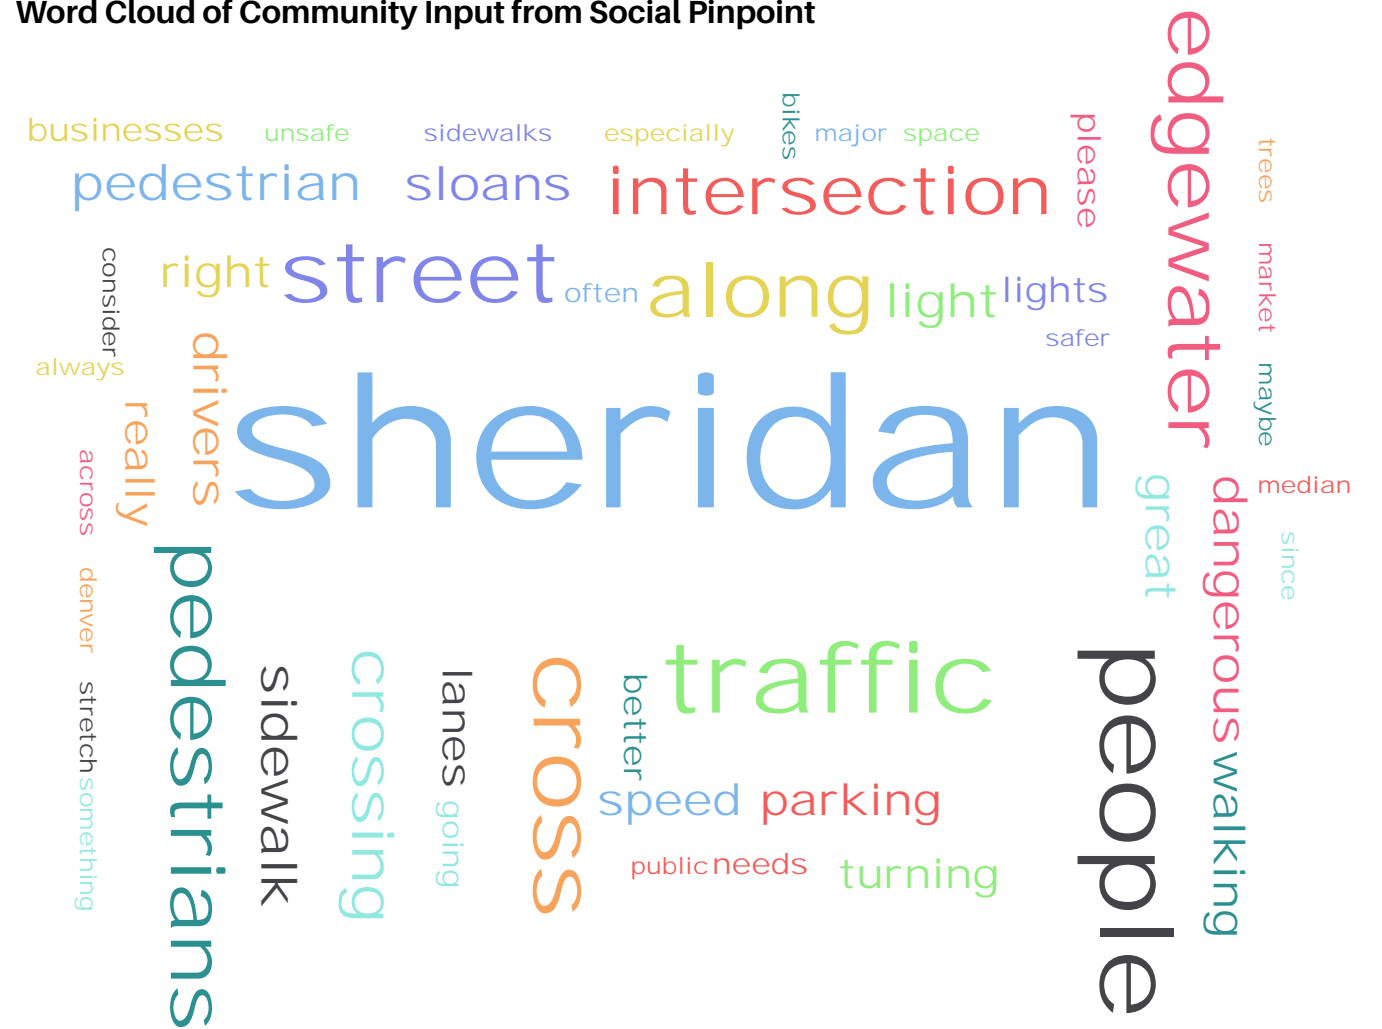 Word Cloud of Community Input from Social Pinpoint
edgewater
businesses
unsafe
sidewalks
especially
bikes
major
space
please
trees
pedestrian
sloans
intersection
consider
right
street
often
along
light
lights
market
safer
always
drivers
sheridan
maybe
really
across
great
dangerous
median
since
denver
pedestrians
sidewalk
crossing
lanes
cross
better
traffic
people
stretch
something
going
speed
parking
walking
public
needs
turning